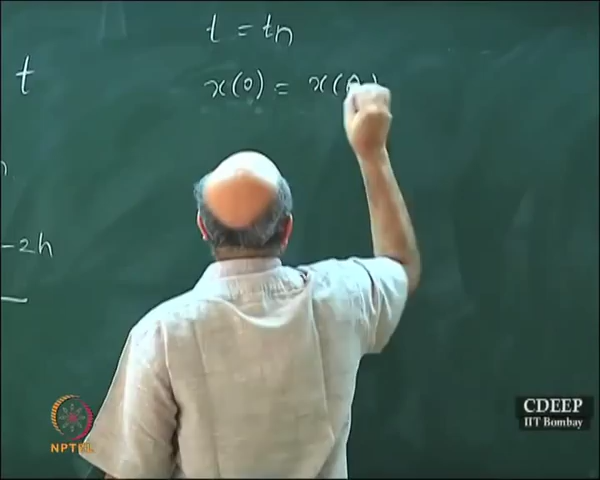 t = tn
t
x(0) = x(
-2h
NPTEL
CDEEP
IIT Bombay